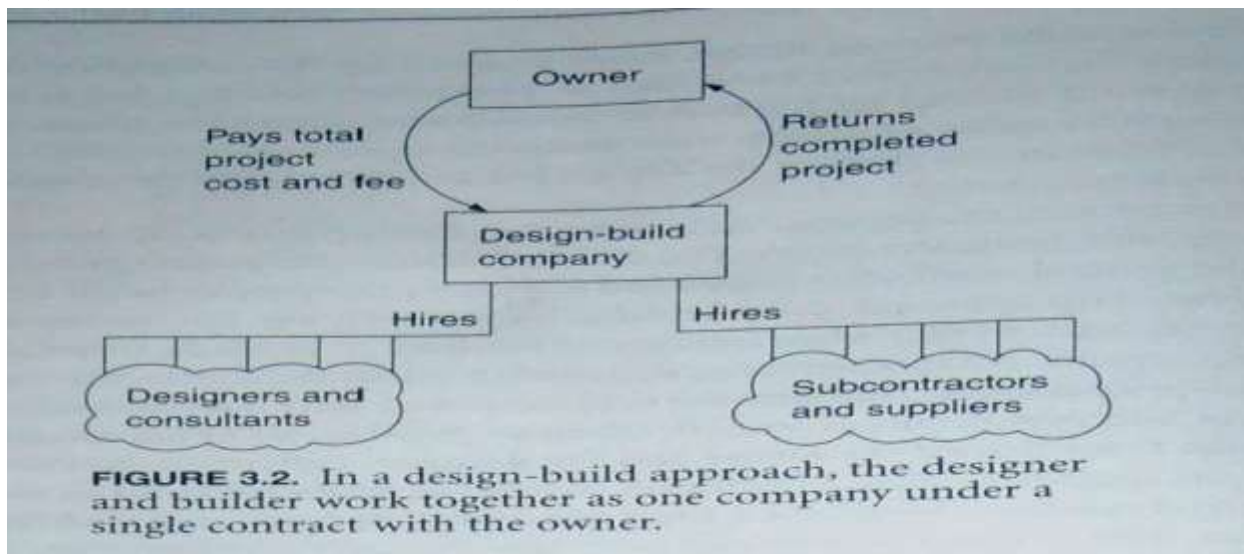 Owner
Pays total
project
cost and fee
Returns
completed
project
Design-build
company
Hires
Hires
Designers and
consultants
Subcontractors
and suppliers
FIGURE 3.2. In a design-build approach, the designer
and builder work together as one company under a
single contract with the owner.